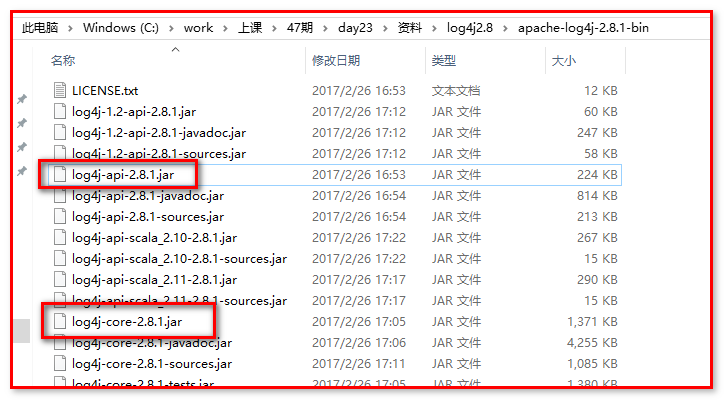 此电脑 > Windows (C:) > work > 上课 > 47期 > day23 > 资料 > log4j2.8 > apache-log4j-2.8.1-bin
名称 修改日期 类型 大小
LICENSE.txt 2017/2/26 16:53 文本文档 12 KB
log4j-1.2-api-2.8.1.jar 2017/2/26 17:12 JAR 文件 60 KB
log4j-1.2-api-2.8.1-javadoc.jar 2017/2/26 17:12 JAR 文件 247 KB
log4j-1.2-api-2.8.1-sources.jar 2017/2/26 17:12 JAR 文件 58 KB
log4j-api-2.8.1.jar 2017/2/26 16:53 JAR 文件 224 KB
log4j-api-2.8.1-javadoc.jar 2017/2/26 16:54 JAR 文件 814 KB
log4j-api-2.8.1-sources.jar 2017/2/26 16:54 JAR 文件 213 KB
log4j-api-scala_2.10-2.8.1.jar 2017/2/26 17:22 JAR 文件 267 KB
log4j-api-scala_2.10-2.8.1-sources.jar 2017/2/26 17:22 JAR 文件 15 KB
log4j-api-scala_2.11-2.8.1.jar 2017/2/26 17:17 JAR 文件 290 KB
log4j-api-scala_2.11-2.8.1-sources.jar 2017/2/26 17:17 JAR 文件 15 KB
log4j-core-2.8.1.jar 2017/2/26 17:05 JAR 文件 1,371 KB
log4j-core-2.8.1-javadoc.jar 2017/2/26 17:06 JAR 文件 4,255 KB
log4j-core-2.8.1-sources.jar 2017/2/26 17:11 JAR 文件 1,085 KB
log4j-core-2.8.1-tests.jar 2017/2/26 17:05 JAR 文件 1,380 KB